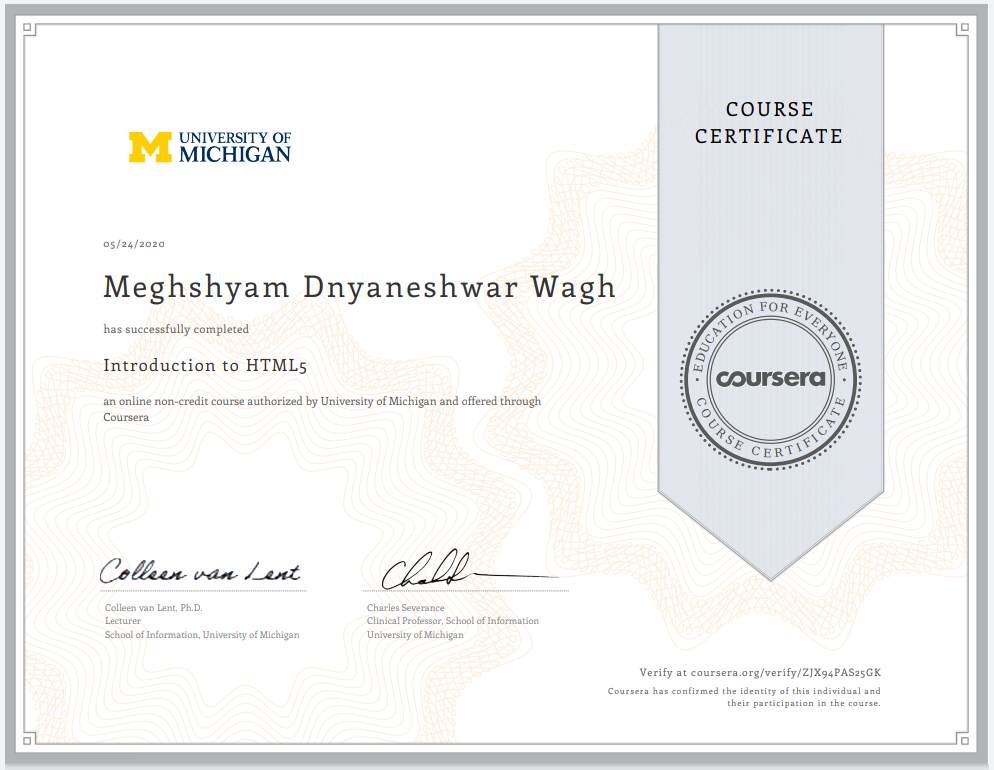 COURSE
CERTIFICATE
UNIVERSITY OF
MICHIGAN
05/24/2020
Meghshyam Dnyaneshwar Wagh
has successfully completed
Introduction to HTML5
an online non-credit course authorized by University of Michigan and offered through
Coursera
EDUCATION FOR EVERYONE
coursera
COURSE CERTIFICATE
Colleen van Lent
Colleen van Lent, Ph.D.
Lecturer
School of Information, University of Michigan
Charles Severance
Clinical Professor, School of Information
University of Michigan
Verify at coursera.org/verify/ZJX94PAS25GK
Coursera has confirmed the identity of this individual and
their participation in the course.